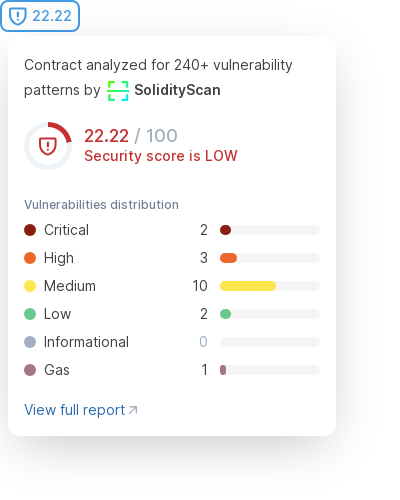 22.22
Contract analyzed for 240+ vulnerability
patterns by SolidityScan
22.22 / 100
Security score is LOW
Vulnerabilities distribution
Critical 2
High 3
Medium 10
Low 2
Informational 0
Gas 1
View full report